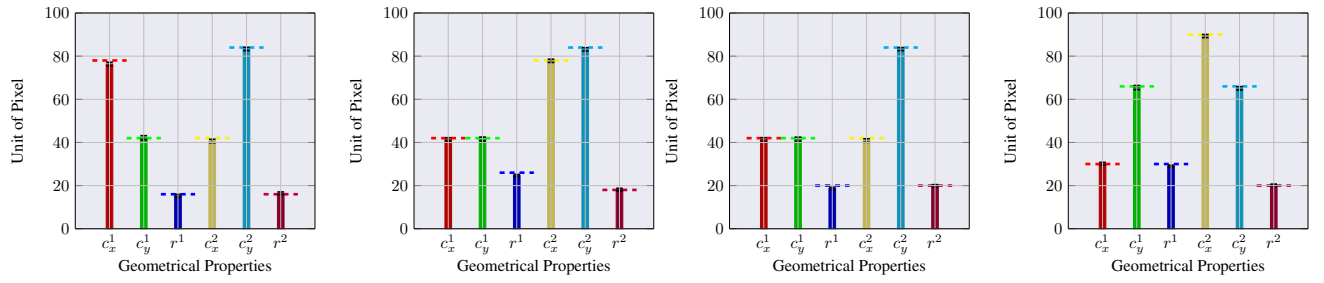 100
80
60
40
20
0
Unit of Pixel
$c_x^1$ $c_y^1$ $r^1$ $c_x^2$ $c_y^2$ $r^2$
Geometrical Properties
100
80
60
40
20
0
Unit of Pixel
$c_x^1$ $c_y^1$ $r^1$ $c_x^2$ $c_y^2$ $r^2$
Geometrical Properties
100
80
60
40
20
0
Unit of Pixel
$c_x^1$ $c_y^1$ $r^1$ $c_x^2$ $c_y^2$ $r^2$
Geometrical Properties
100
80
60
40
20
0
Unit of Pixel
$c_x^1$ $c_y^1$ $r^1$ $c_x^2$ $c_y^2$ $r^2$
Geometrical Properties